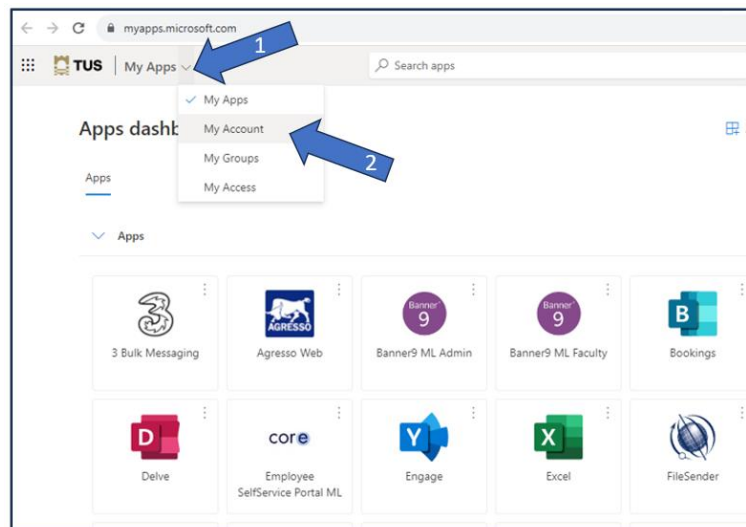 myapps.microsoft.com
1
TUS My Apps
Search apps
My Apps
Apps dashb
My Account
2
My Groups
Apps
My Access
Apps
3
AGRESSO
Banner
9
Banner
9
B
3 Bulk Messaging
Agresso Web
Banner9 ML Admin
Banner9 ML Faculty
Bookings
D
core
Y
X
Delve
Employee
SelfService Portal ML
Engage
Excel
FileSender